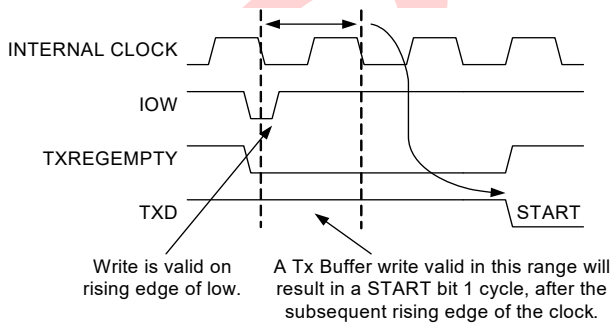 INTERNAL CLOCK
IOW
TXREGEMPTY
TXD
START
Write is valid on
rising edge of low.
A Tx Buffer write valid in this range will
result in a START bit 1 cycle, after the
subsequent rising edge of the clock.